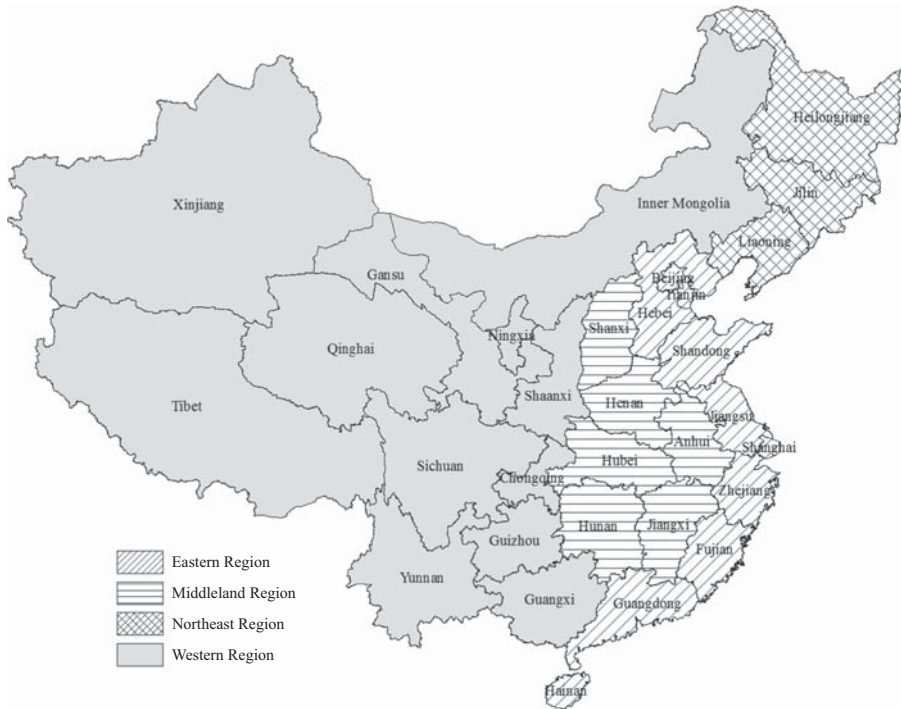 Heilongjiang
Jilin
Xinjiang
Inner Mongolia
Liaoning
Gansu
Beijing
Tianjin
Hebei
Ningxia
Shanxi
Qinghai
Shandong
Shaanxi
Tibet
Henan
Jiangsu
Anhui
Shanghai
Hubei
Sichuan
Chongqing
Zhejiang
Hunan
Jiangxi
Guizhou
Fujian
Yunnan
Guangxi
Guangdong
Hainan
Eastern Region
Middleland Region
Northeast Region
Western Region